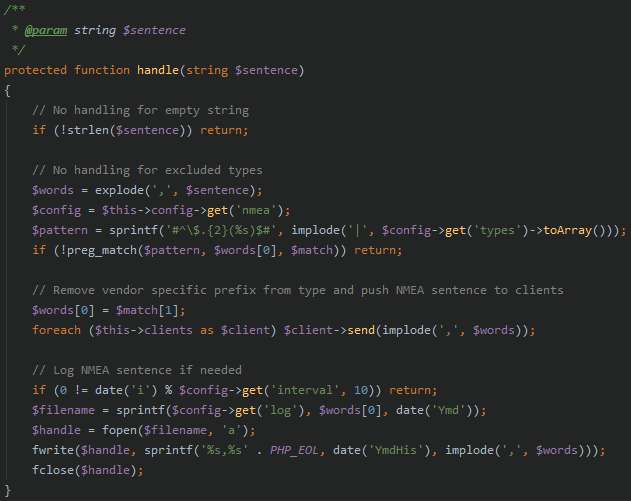 /**
 * @param string $sentence
 */
protected function handle(string $sentence)
{
    // No handling for empty string
    if (!strlen($sentence)) return;

    // No handling for excluded types
    $words = explode(',', $sentence);
    $config = $this->config->get('nmea');
    $pattern = sprintf('#^\$.{2}(%s)$#', implode('|', $config->get('types')->toArray()));
    if (!preg_match($pattern, $words[0], $match)) return;

    // Remove vendor specific prefix from type and push NMEA sentence to clients
    $words[0] = $match[1];
    foreach ($this->clients as $client) $client->send(implode(',', $words));

    // Log NMEA sentence if needed
    if (0 != date('i') % $config->get('interval', 10)) return;
    $filename = sprintf($config->get('log'), $words[0], date('Ymd'));
    $handle = fopen($filename, 'a');
    fwrite($handle, sprintf('%s,%s' . PHP_EOL, date('YmdHis'), implode(',', $words)));
    fclose($handle);
}